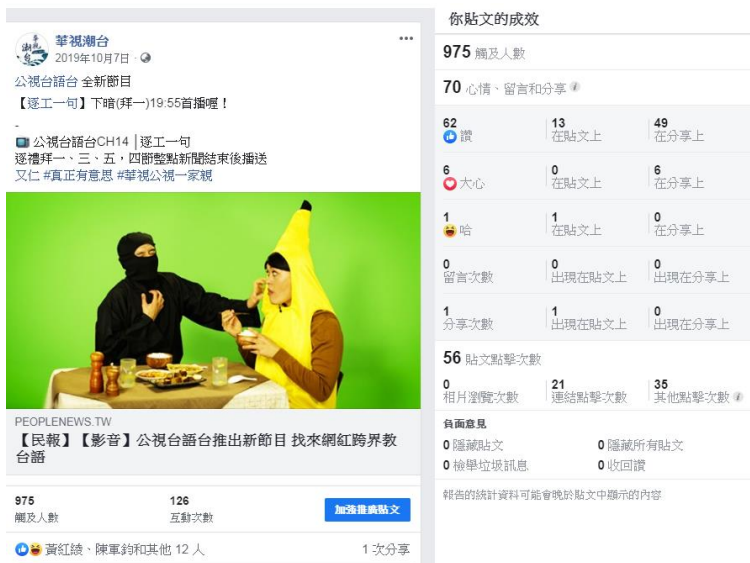 華視潮台
2019年10月7日
公視台語台 全新節目
【逐工一句】下暗(拜一)19:55首播喔！
-
公視台語台CH14 │逐工一句
逐禮拜一、三、五，四節整點新聞結束後播送
又仁 #真正有意思 #華視公視一家親
PEOPLENEWS.TW
【民報】【影音】公視台語台推出新節目 找來網紅跨界教
台語
975
觸及人數
126
互動次數
加強推廣貼文
黃紅綾、陳軍鈞和其他 12 人
1 次分享
你貼文的成效
975 觸及人數
70 心情、留言和分享
62
讚
13
在貼文上
49
在分享上
6
大心
0
在貼文上
6
在分享上
1
哈
1
在貼文上
0
在分享上
0
留言次數
0
出現在貼文上
0
出現在分享上
1
分享次數
1
出現在貼文上
0
出現在分享上
56 貼文點擊次數
0
相片瀏覽次數
21
連結點擊次數
35
其他點擊次數
負面意見
0 隱藏貼文
0 隱藏所有貼文
0 檢舉垃圾訊息
0 收回讚
報告的統計資料可能會晚於貼文中顯示的內容